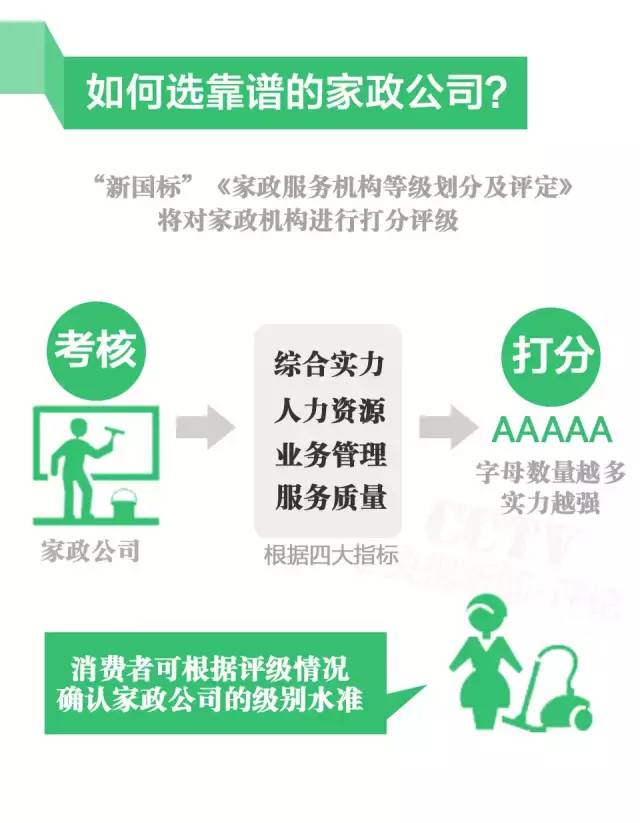 如何选靠谱的家政公司?
“新国标”《家政服务机构等级划分及评定》
将对家政机构进行打分评级
考核
家政公司
综合实力
人力资源
业务管理
服务质量
根据四大指标
打分
AAAAA
字母数量越多
实力越强
CCTV
消费者可根据评级情况
确认家政公司的级别水准